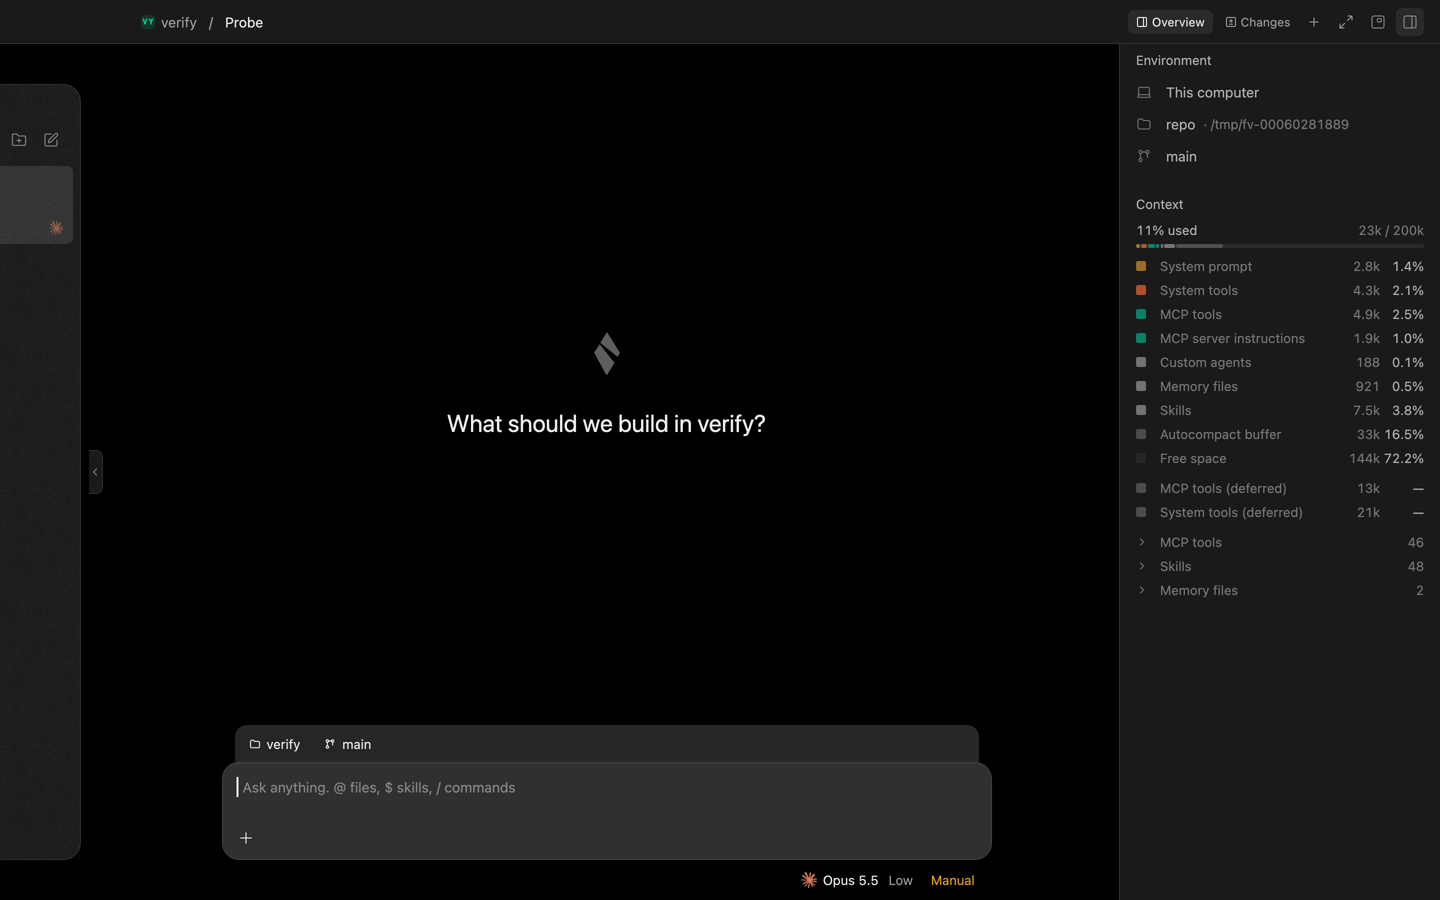 VY verify / Probe
Overview
Changes
Environment
This computer
repo · /tmp/fv-00060281889
main
Context
11% used 23k / 200k
System prompt 2.8k 1.4%
System tools 4.3k 2.1%
MCP tools 4.9k 2.5%
MCP server instructions 1.9k 1.0%
Custom agents 188 0.1%
Memory files 921 0.5%
Skills 7.5k 3.8%
Autocompact buffer 33k 16.5%
Free space 144k 72.2%
MCP tools (deferred) 13k —
System tools (deferred) 21k —
MCP tools 46
Skills 48
Memory files 2
What should we build in verify?
verify main
Ask anything. @ files, $ skills, / commands
Opus 5.5 Low Manual